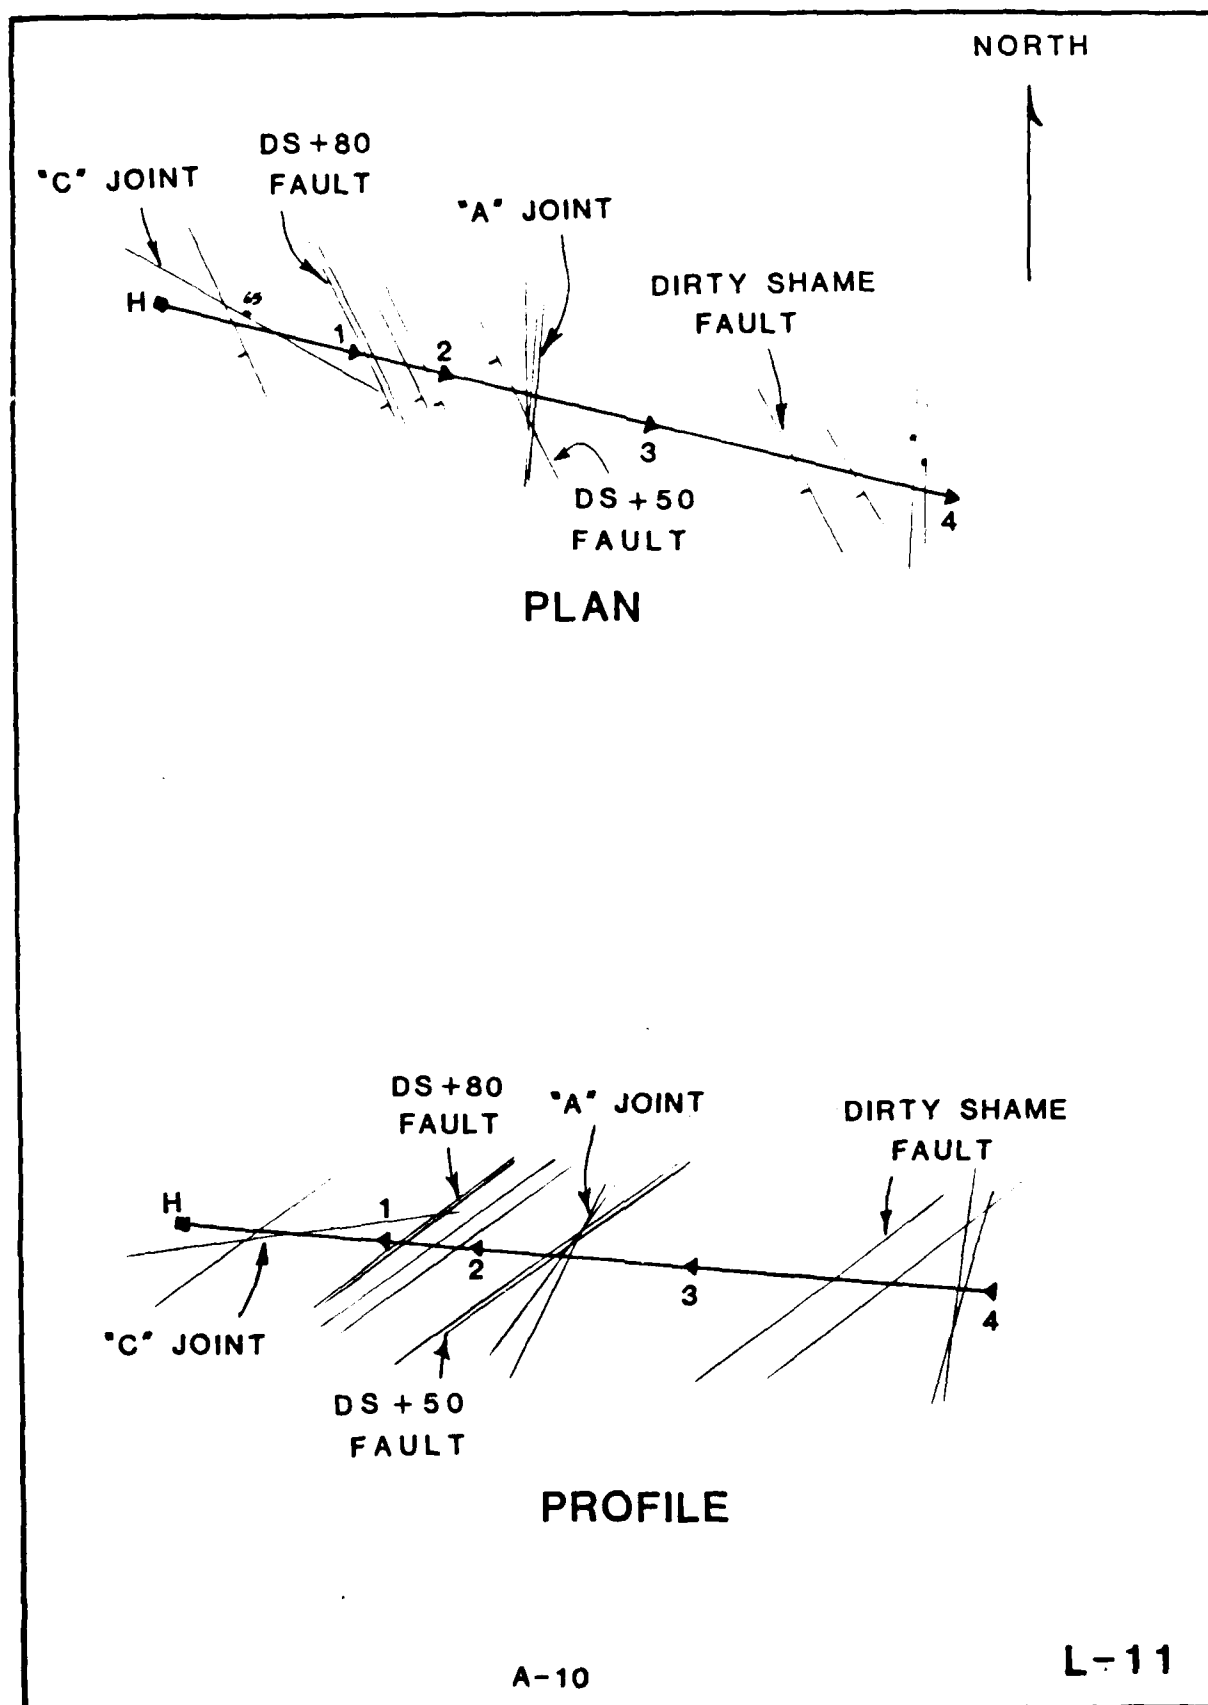 NORTH
DS+80
FAULT
"C" JOINT
"A" JOINT
DIRTY SHAME
FAULT
H
65
1
2
3
4
DS+50
FAULT
PLAN
DS+80
FAULT
"A" JOINT
DIRTY SHAME
FAULT
H
1
2
3
4
"C" JOINT
DS+50
FAULT
PROFILE
A-10
L-11